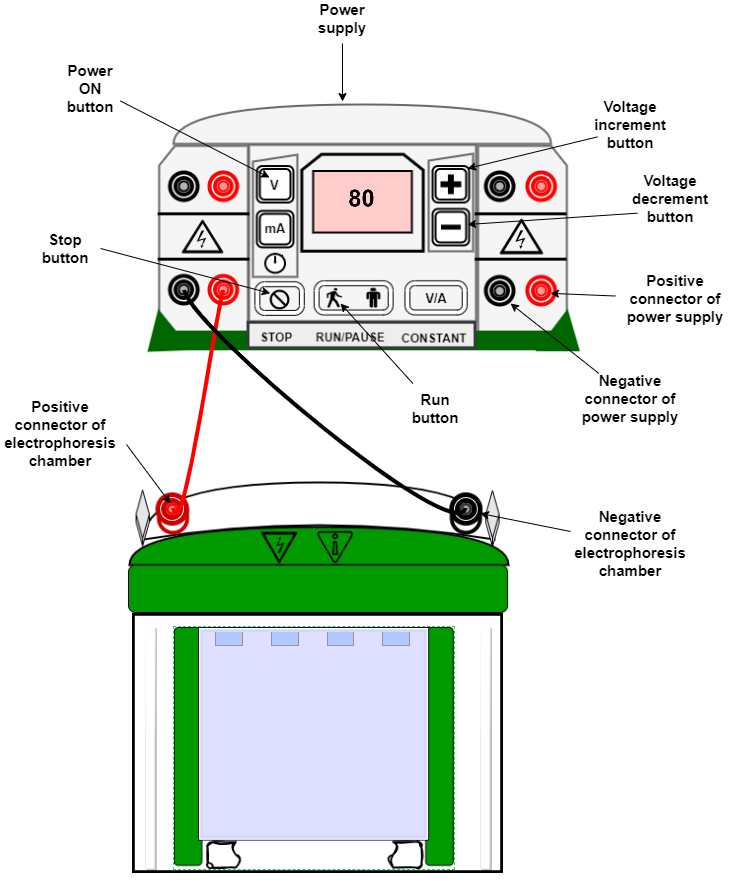 Power
supply
Power
ON
button
Voltage
increment
button
V
80
Voltage
decrement
button
mA
Stop
button
V/A
Positive
connector of
power supply
STOP
RUN/PAUSE
CONSTANT
Negative
connector of
power supply
Run
button
Positive
connector of
electrophoresis
chamber
Negative
connector of
electrophoresis
chamber